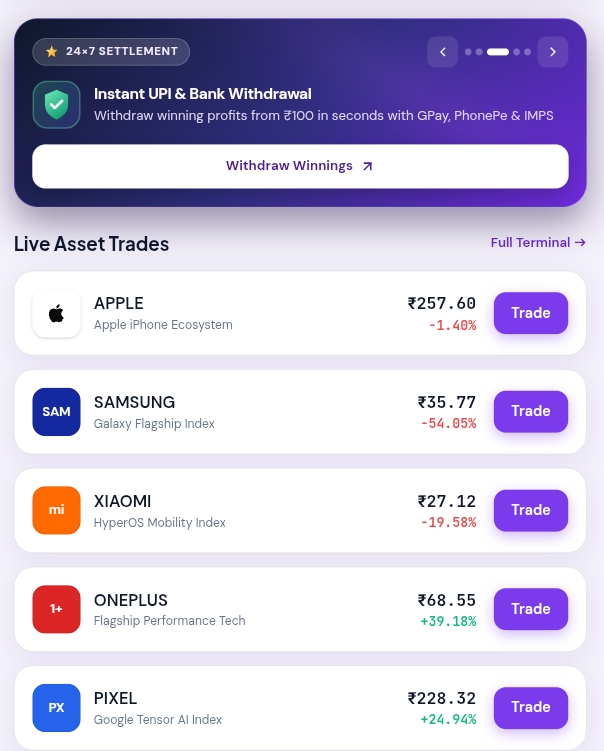 24×7 SETTLEMENT
Instant UPI & Bank Withdrawal
Withdraw winning profits from ₹100 in seconds with GPay, PhonePe & IMPS
Withdraw Winnings ↗
Live Asset Trades
Full Terminal →
APPLE
Apple iPhone Ecosystem
₹257.60
-1.40%
Trade
SAM
SAMSUNG
Galaxy Flagship Index
₹35.77
-54.05%
Trade
mi
XIAOMI
HyperOS Mobility Index
₹27.12
-19.58%
Trade
1+
ONEPLUS
Flagship Performance Tech
₹68.55
+39.18%
Trade
PX
PIXEL
Google Tensor AI Index
₹228.32
+24.94%
Trade